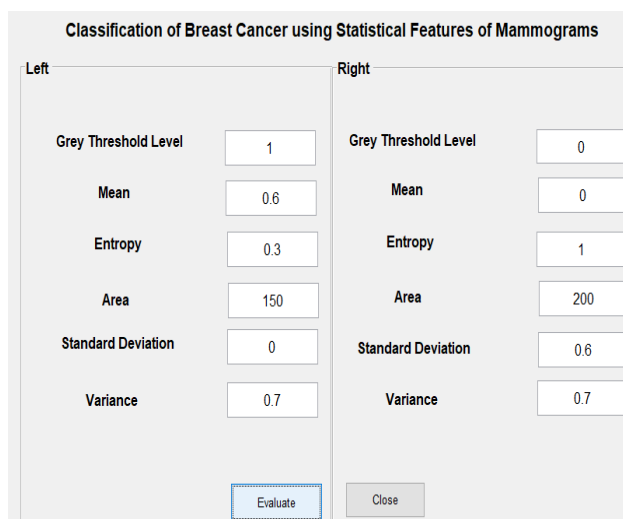 Classification of Breast Cancer using Statistical Features of Mammograms
Left
Grey Threshold Level 1
Mean 0.6
Entropy 0.3
Area 150
Standard Deviation 0
Variance 0.7
Evaluate
Right
Grey Threshold Level 0
Mean 0
Entropy 1
Area 200
Standard Deviation 0.6
Variance 0.7
Close